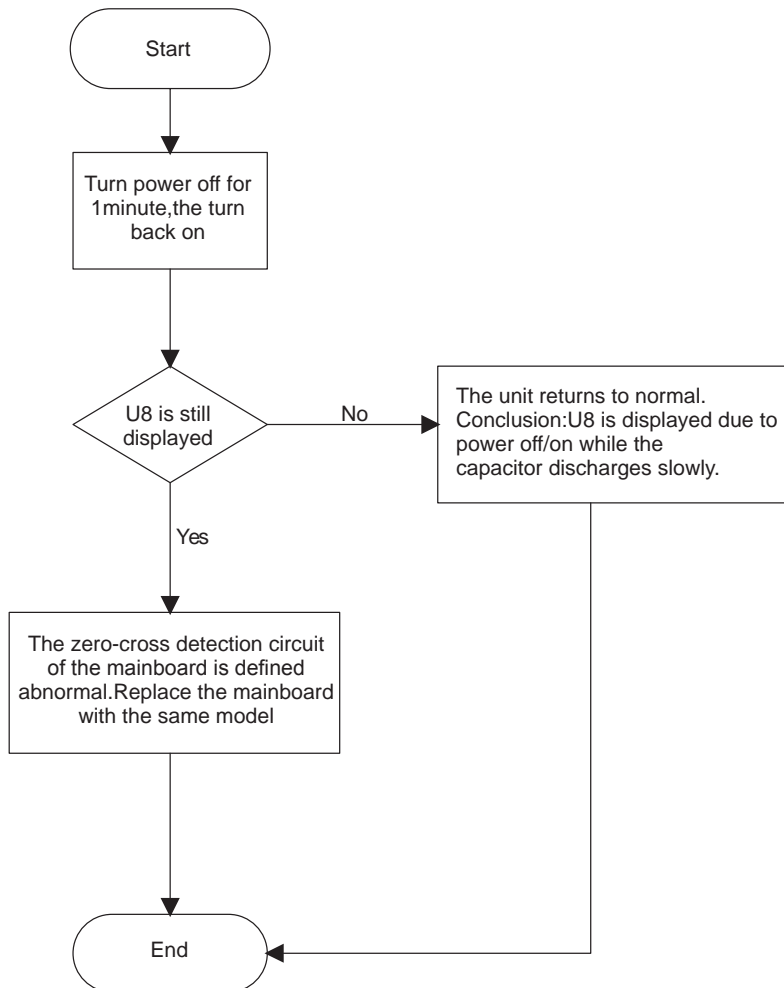 Start
Turn power off for
1minute,the turn
back on
U8 is still
displayed
No
The unit returns to normal.
Conclusion:U8 is displayed due to
power off/on while the
capacitor discharges slowly.
Yes
The zero-cross detection circuit
of the mainboard is defined
abnormal.Replace the mainboard
with the same model
End